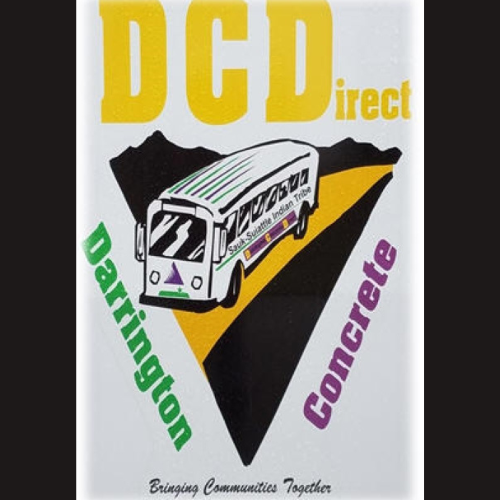 DCDirect
Sauk-Suiattle Indian Tribe
Darrington
Concrete
Bringing Communities Together